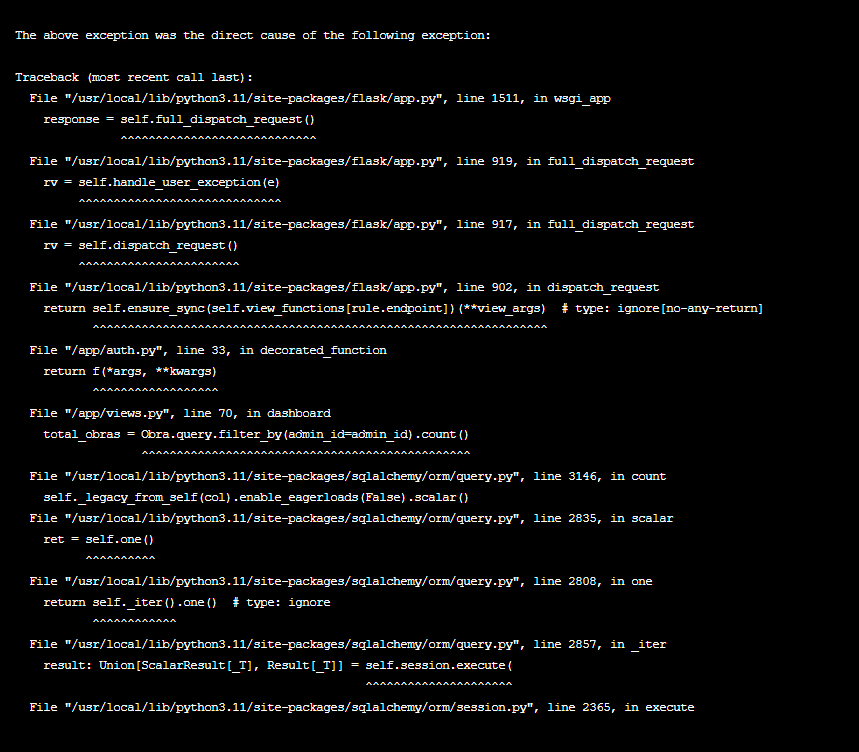 The above exception was the direct cause of the following exception:
Traceback (most recent call last):
File "/usr/local/lib/python3.11/site-packages/flask/app.py", line 1511, in wsgi_app
response = self.full_dispatch_request()
^^^^^^^^^^^^^^^^^^^^^^^^^^^^
File "/usr/local/lib/python3.11/site-packages/flask/app.py", line 919, in full_dispatch_request
rv = self.handle_user_exception(e)
^^^^^^^^^^^^^^^^^^^^^^^^^^^^^
File "/usr/local/lib/python3.11/site-packages/flask/app.py", line 917, in full_dispatch_request
rv = self.dispatch_request()
^^^^^^^^^^^^^^^^^^^^^^^
File "/usr/local/lib/python3.11/site-packages/flask/app.py", line 902, in dispatch_request
return self.ensure_sync(self.view_functions[rule.endpoint])(**view_args)  # type: ignore[no-any-return]
^^^^^^^^^^^^^^^^^^^^^^^^^^^^^^^^^^^^^^^^^^^^^^^^^^^^^^^^^^^^^^^^^
File "/app/auth.py", line 33, in decorated_function
return f(*args, **kwargs)
^^^^^^^^^^^^^^^^^^
File "/app/views.py", line 70, in dashboard
total_obras = Obra.query.filter_by(admin_id=admin_id).count()
^^^^^^^^^^^^^^^^^^^^^^^^^^^^^^^^^^^^^^^^^^^^^^^
File "/usr/local/lib/python3.11/site-packages/sqlalchemy/orm/query.py", line 3146, in count
self._legacy_from_self(col).enable_eagerloads(False).scalar()
File "/usr/local/lib/python3.11/site-packages/sqlalchemy/orm/query.py", line 2835, in scalar
ret = self.one()
^^^^^^^^^^
File "/usr/local/lib/python3.11/site-packages/sqlalchemy/orm/query.py", line 2808, in one
return self._iter().one()  # type: ignore
^^^^^^^^^^^^
File "/usr/local/lib/python3.11/site-packages/sqlalchemy/orm/query.py", line 2857, in _iter
result: Union[ScalarResult[_T], Result[_T]] = self.session.execute(
^^^^^^^^^^^^^^^^^^^^^
File "/usr/local/lib/python3.11/site-packages/sqlalchemy/orm/session.py", line 2365, in execute